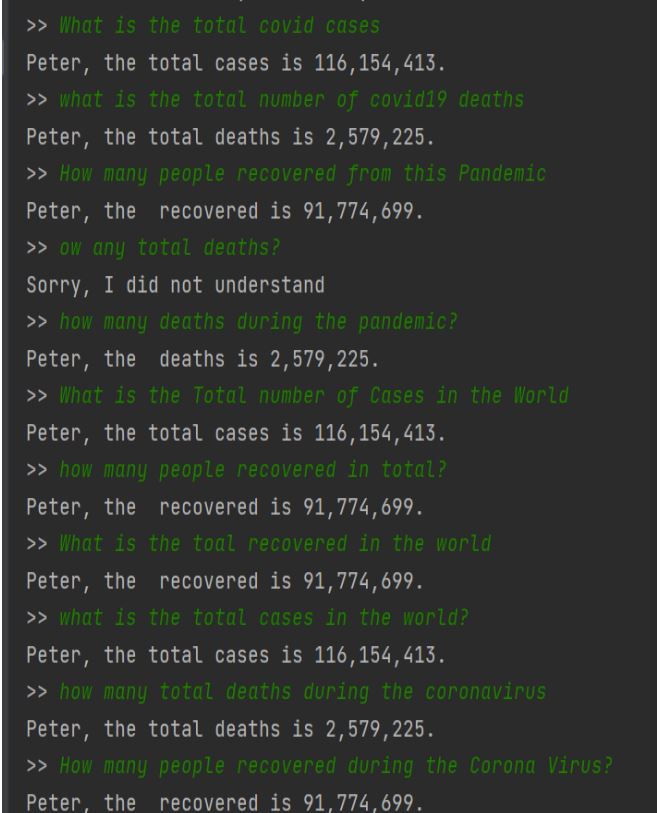 >> What is the total covid cases
Peter, the total cases is 116,154,413.
>> what is the total number of covid19 deaths
Peter, the total deaths is 2,579,225.
>> How many people recovered from this Pandemic
Peter, the  recovered is 91,774,699.
>> ow any total deaths?
Sorry, I did not understand
>> how many deaths during the pandemic?
Peter, the  deaths is 2,579,225.
>> What is the Total number of Cases in the World
Peter, the total cases is 116,154,413.
>> how many people recovered in total?
Peter, the  recovered is 91,774,699.
>> What is the toal recovered in the world
Peter, the  recovered is 91,774,699.
>> what is the total cases in the world?
Peter, the total cases is 116,154,413.
>> how many total deaths during the coronavirus
Peter, the total deaths is 2,579,225.
>> How many people recovered during the Corona Virus?
Peter, the  recovered is 91,774,699.